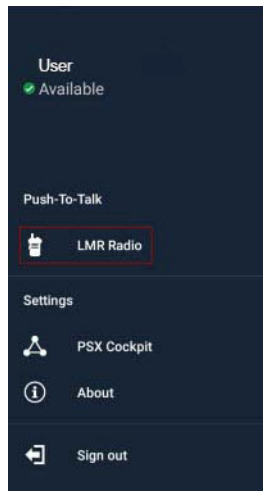 User
Available
Push-To-Talk
LMR Radio
Settings
PSX Cockpit
About
Sign out